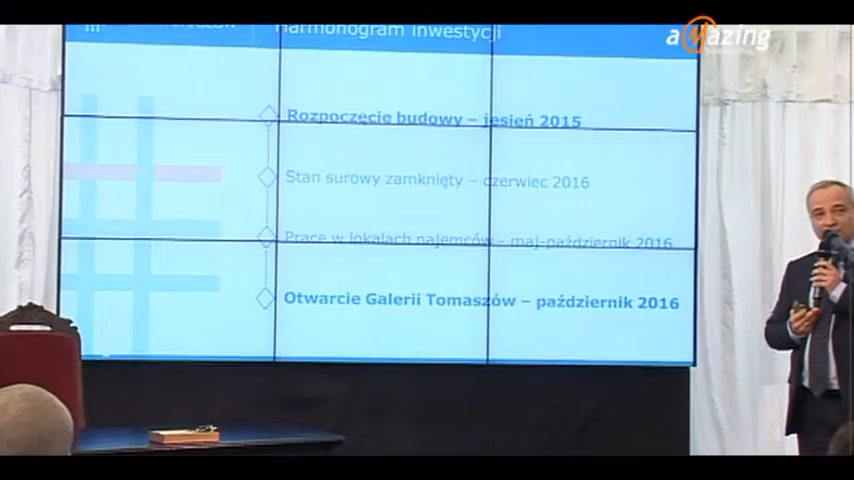 Harmonogram inwestycji
aMazing
Rozpoczęcie budowy – jesień 2015
Stan surowy zamknięty – czerwiec 2016
Prace w lokalach najemców – maj-październik 2016
Otwarcie Galerii Tomaszów – październik 2016